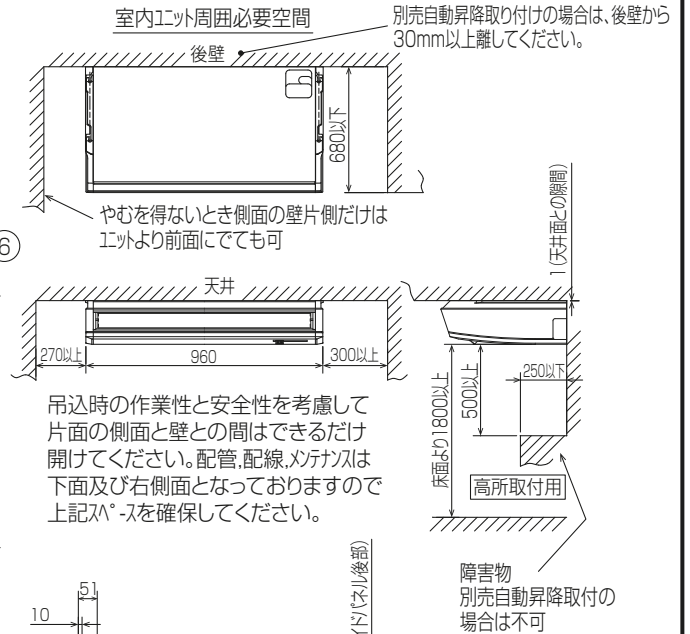 室内ユニット周囲必要空間
別売自動昇降取り付けの場合は、後壁から
30mm以上離してください。
後壁
680以下
やむを得ないとき側面の壁片側だけは
ユニットより前面にでても可
6
1(天井面との隙間)
天井
270以上
960
300以上
床面より1800以上
500以上
250以下
吊込時の作業性と安全性を考慮して
片面の側面と壁との間はできるだけ
開けてください。配管,配線,メンテナンスは
下面及び右側面となっておりますので
上記スペースを確保してください。
高所取付用
障害物
別売自動昇降取付の
場合は不可
51
10
イドパネル後部)